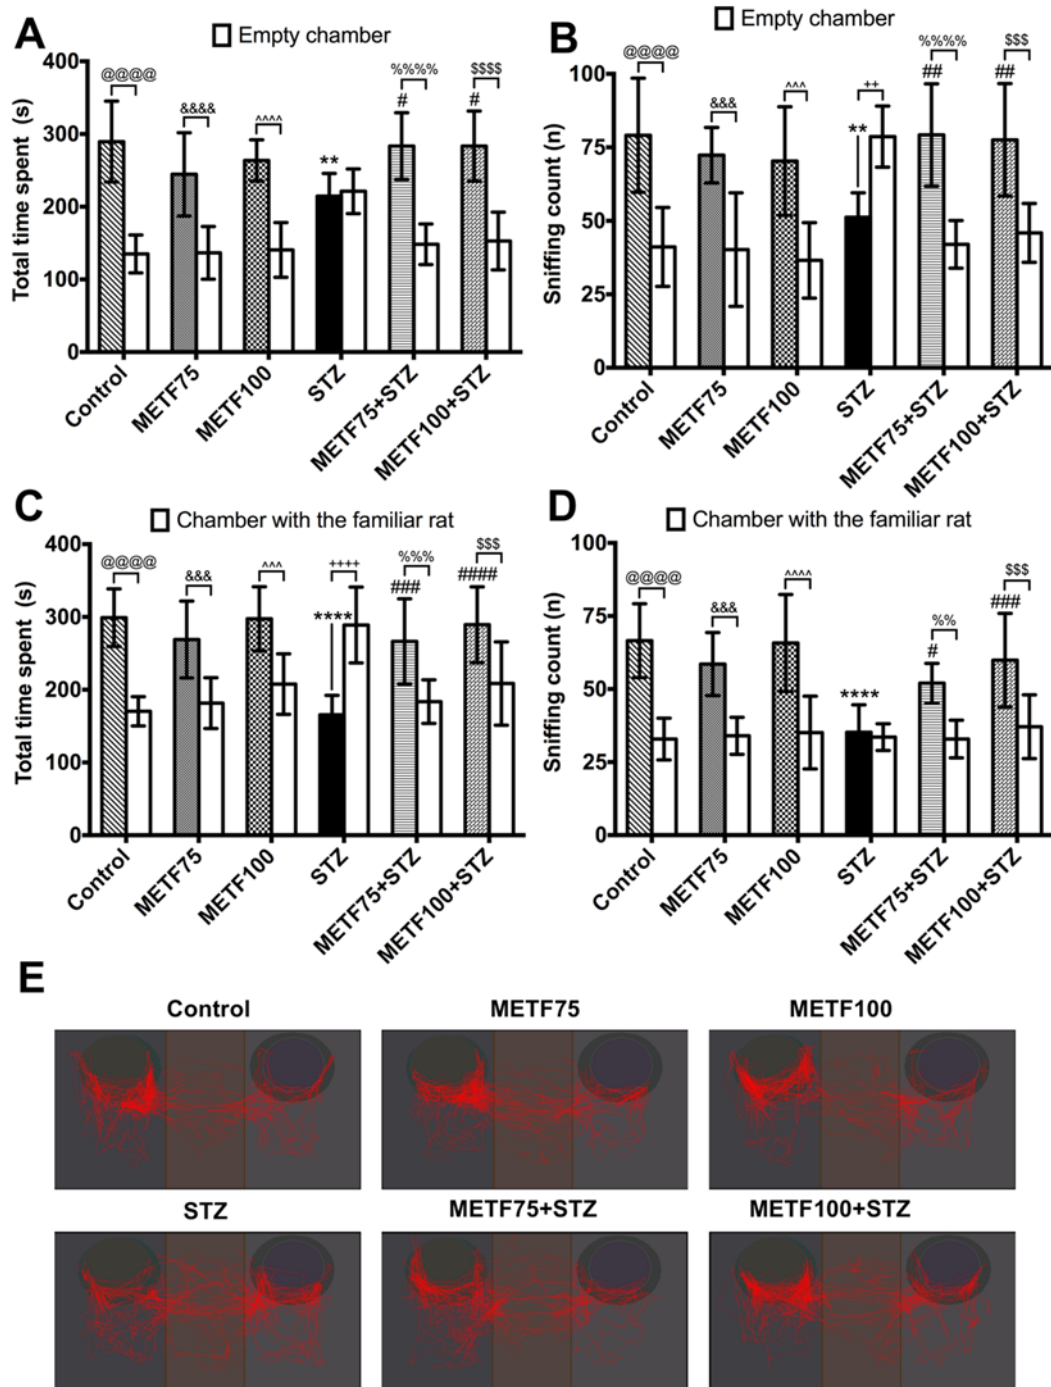 A
Empty chamber
Total time spent (s)
400
300
200
100
0
@@@@
&&&&
^^^^
**
%%%%
#
$$$$
#
Control
METF75
METF100
STZ
METF75+STZ
METF100+STZ
B
Empty chamber
Sniffing count (n)
100
75
50
25
0
@@@@
&&&
^^^
++
**
%%%%
##
$$$
##
Control
METF75
METF100
STZ
METF75+STZ
METF100+STZ
C
Chamber with the familiar rat
Total time spent (s)
400
300
200
100
0
@@@@
&&&
^^^
++++
****
%%%
###
$$$
####
Control
METF75
METF100
STZ
METF75+STZ
METF100+STZ
D
Chamber with the familiar rat
Sniffing count (n)
100
75
50
25
0
@@@@
&&&
^^^^
****
%%
#
$$$
###
Control
METF75
METF100
STZ
METF75+STZ
METF100+STZ
E
Control
METF75
METF100
STZ
METF75+STZ
METF100+STZ